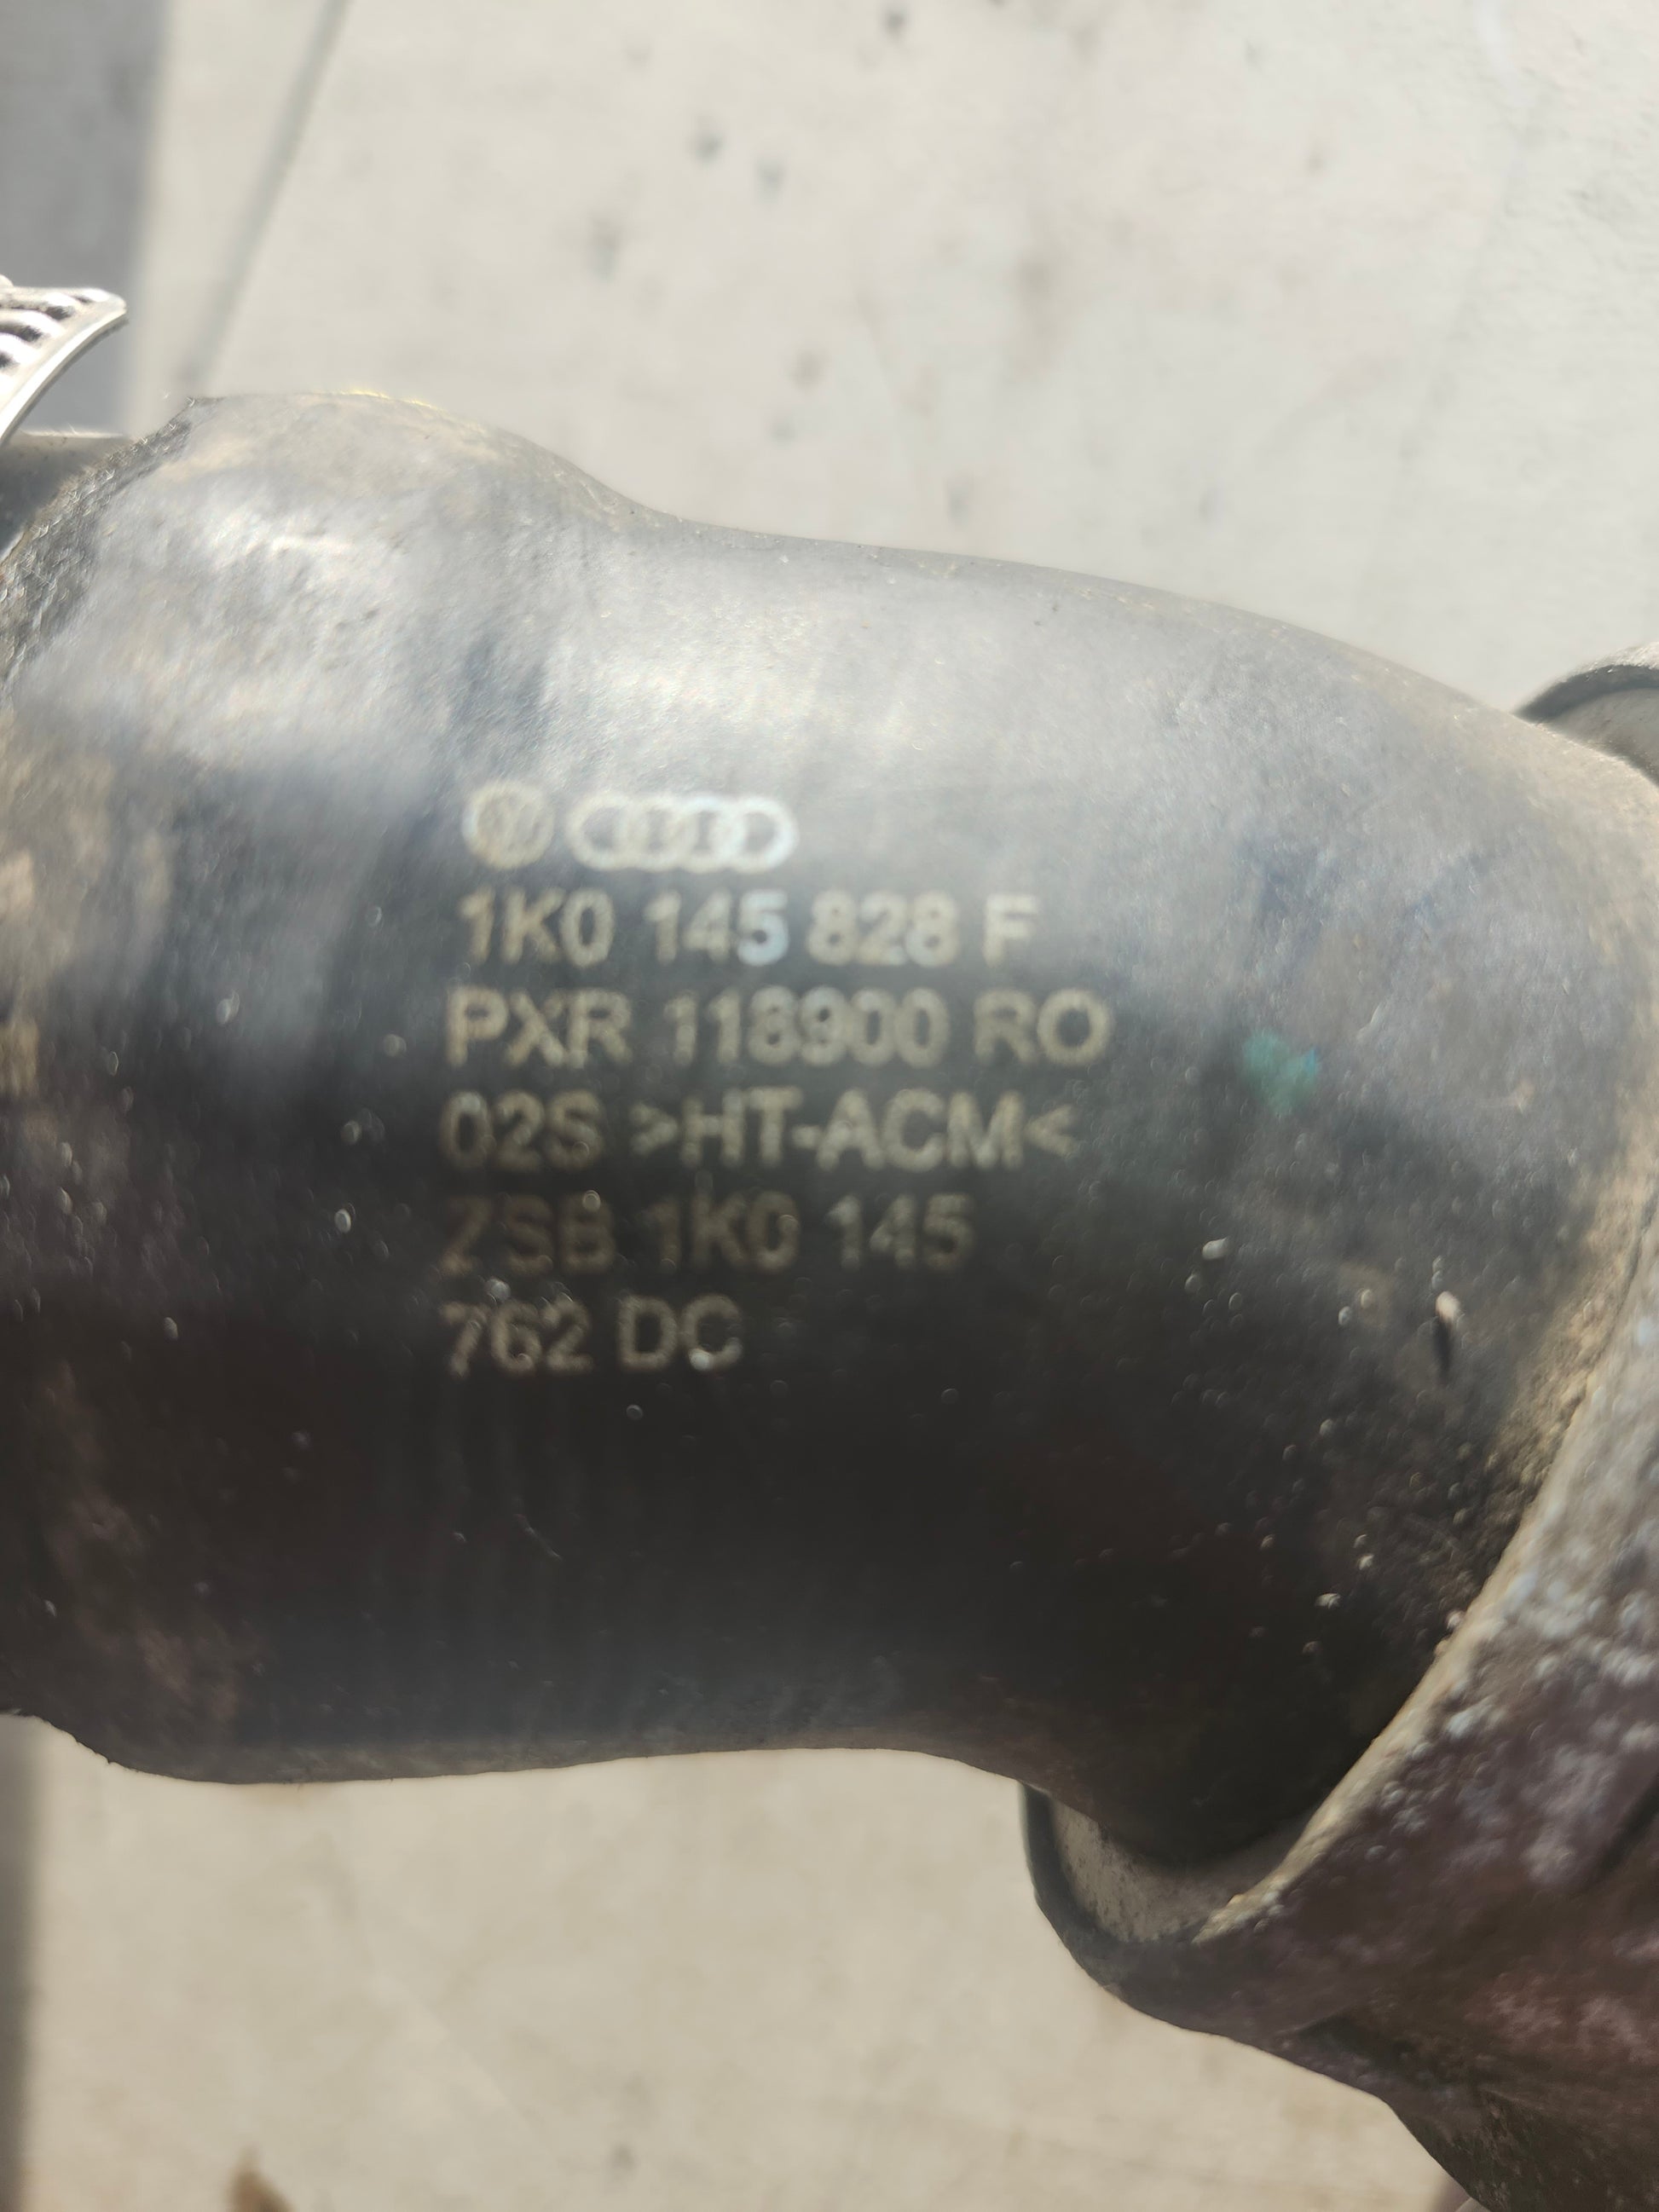 1K0 145 828 F
PXR 118900 RO
02S >HT-ACM<
ZSB 1K0 145
762 DC